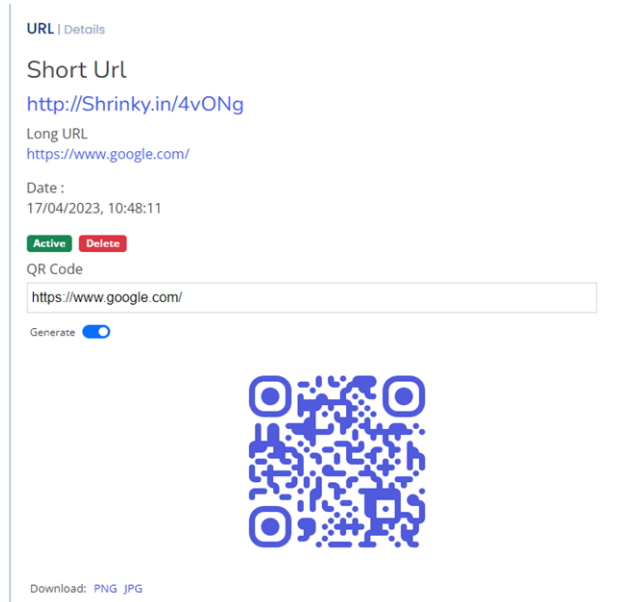 URL | Details
Short Url
http://Shrinky.in/4vONg
Long URL
https://www.google.com/
Date :
17/04/2023, 10:48:11
Active Delete
QR Code
https://www.google.com/
Generate
Download: PNG JPG